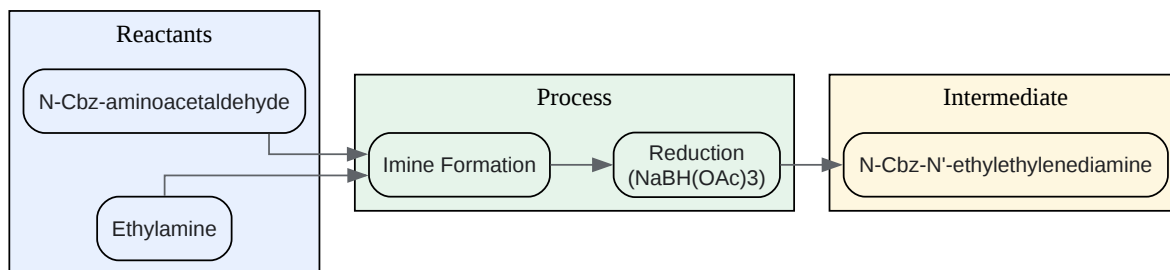 Reactants
N-Cbz-aminoacetaldehyde
Ethylamine
Process
Imine Formation
Reduction
(NaBH(OAc)3)
Intermediate
N-Cbz-N'-ethylethylenediamine